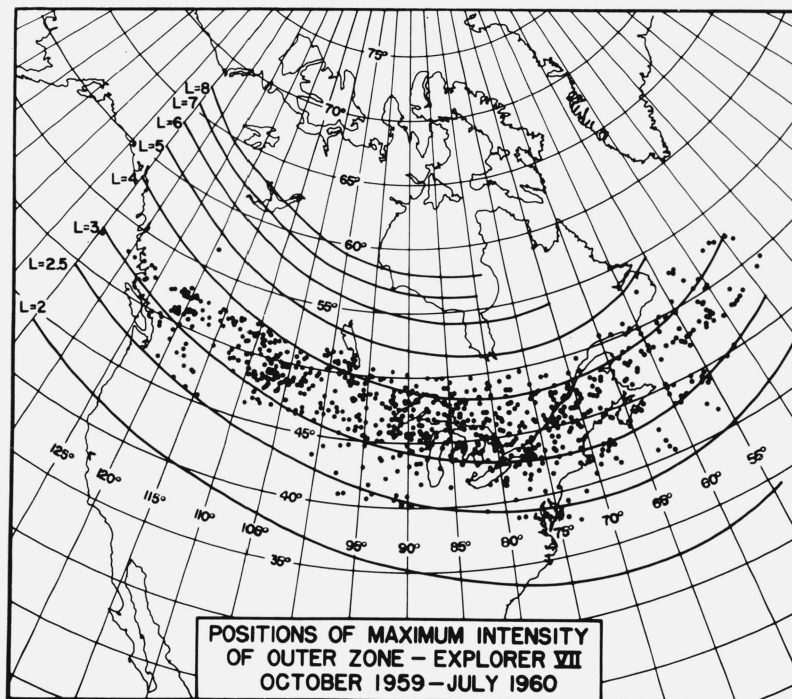 75°
70°
65°
60°
55°
45°
40°
35°
L=8
L=7
L=6
L=5
L=4
L=3
L=2.5
L=2
125°
120°
115°
110°
105°
95°
90°
85°
80°
75°
70°
65°
60°
55°
POSITIONS OF MAXIMUM INTENSITY
OF OUTER ZONE – EXPLORER VII
OCTOBER 1959 – JULY 1960